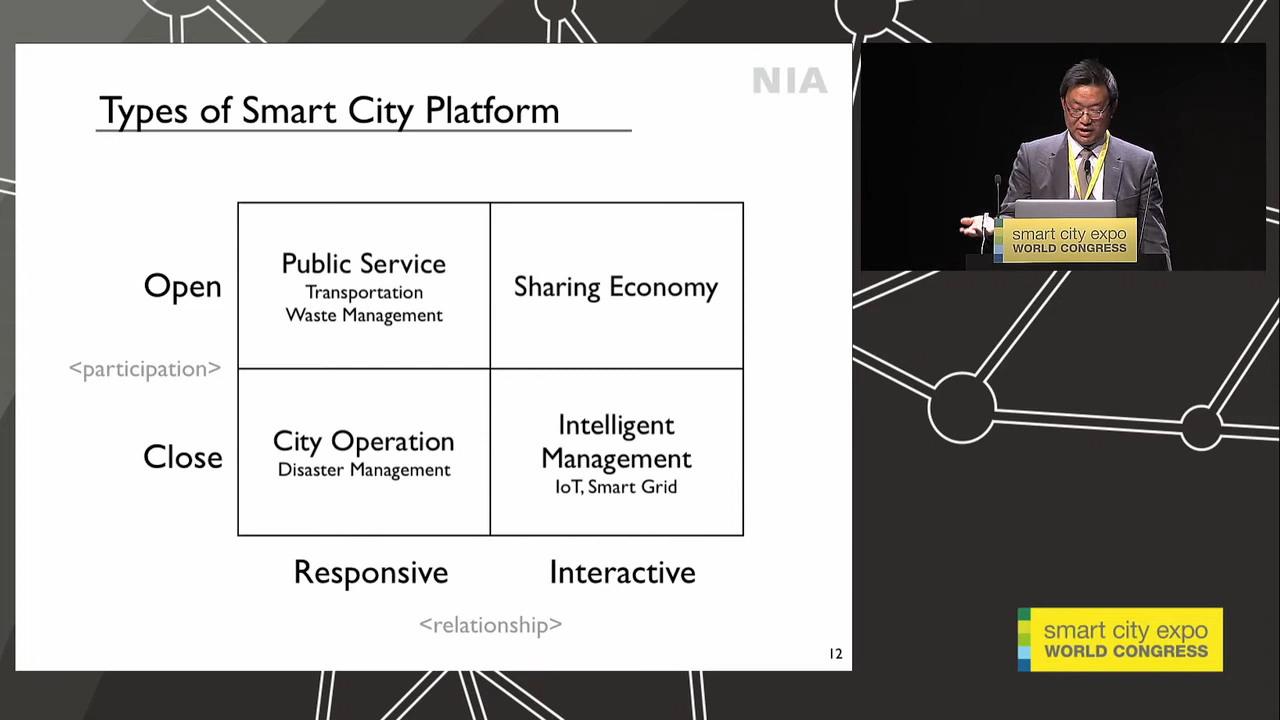 NIA
Types of Smart City Platform
Open
Public Service
Transportation
Waste Management
Sharing Economy
<participation>
Close
City Operation
Disaster Management
Intelligent
Management
IoT, Smart Grid
Responsive
Interactive
<relationship>
12
smart city expo
WORLD CONGRESS
smart city expo
WORLD CONGRESS